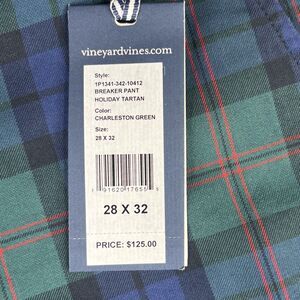 vineyardvines.com
Style:
1P1341-342-10412
BREAKER PANT
HOLIDAY TARTAN
Color:
CHARLESTON GREEN
Size:
28 X 32
28 X 32
PRICE: $125.00